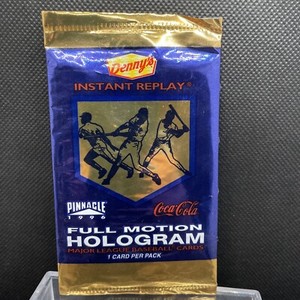 Denny's
INSTANT REPLAY®
PINNACLE
1996
Coca-Cola
FULL MOTION
HOLOGRAM
MAJOR LEAGUE BASEBALL CARDS
1 CARD PER PACK